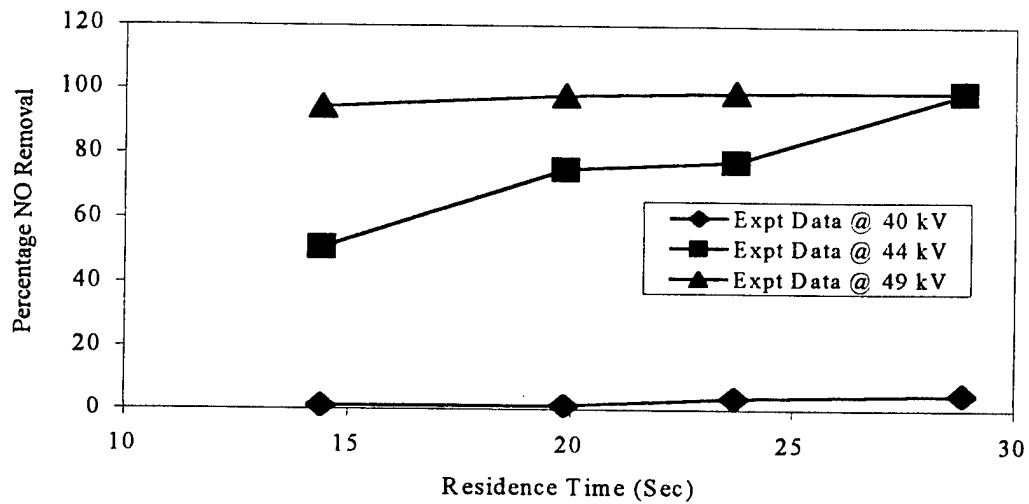 120
100
80
60
40
20
0
Percentage NO Removal
Expt Data @ 40 kV
Expt Data @ 44 kV
Expt Data @ 49 kV
10 15 20 25 30
Residence Time (Sec)